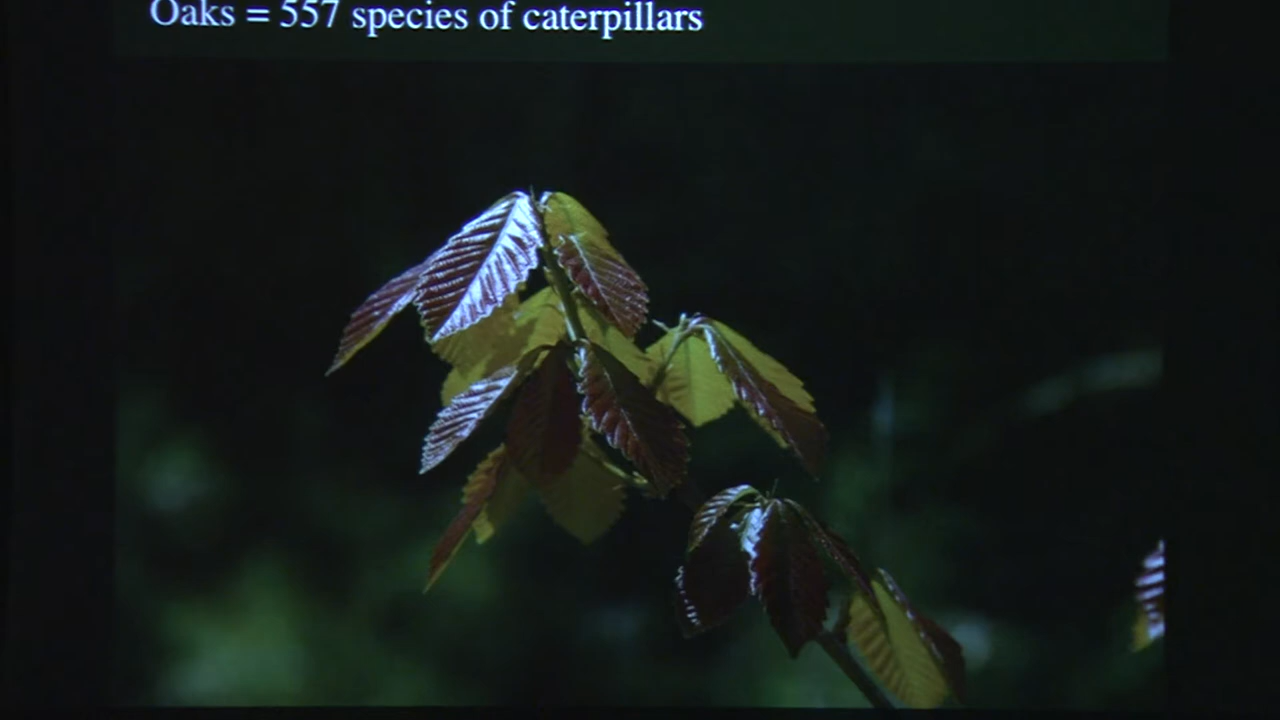 Oaks = 557 species of caterpillars